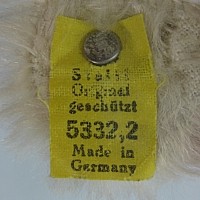 Steiff
Original
geschützt
5332,2
Made in
Germany